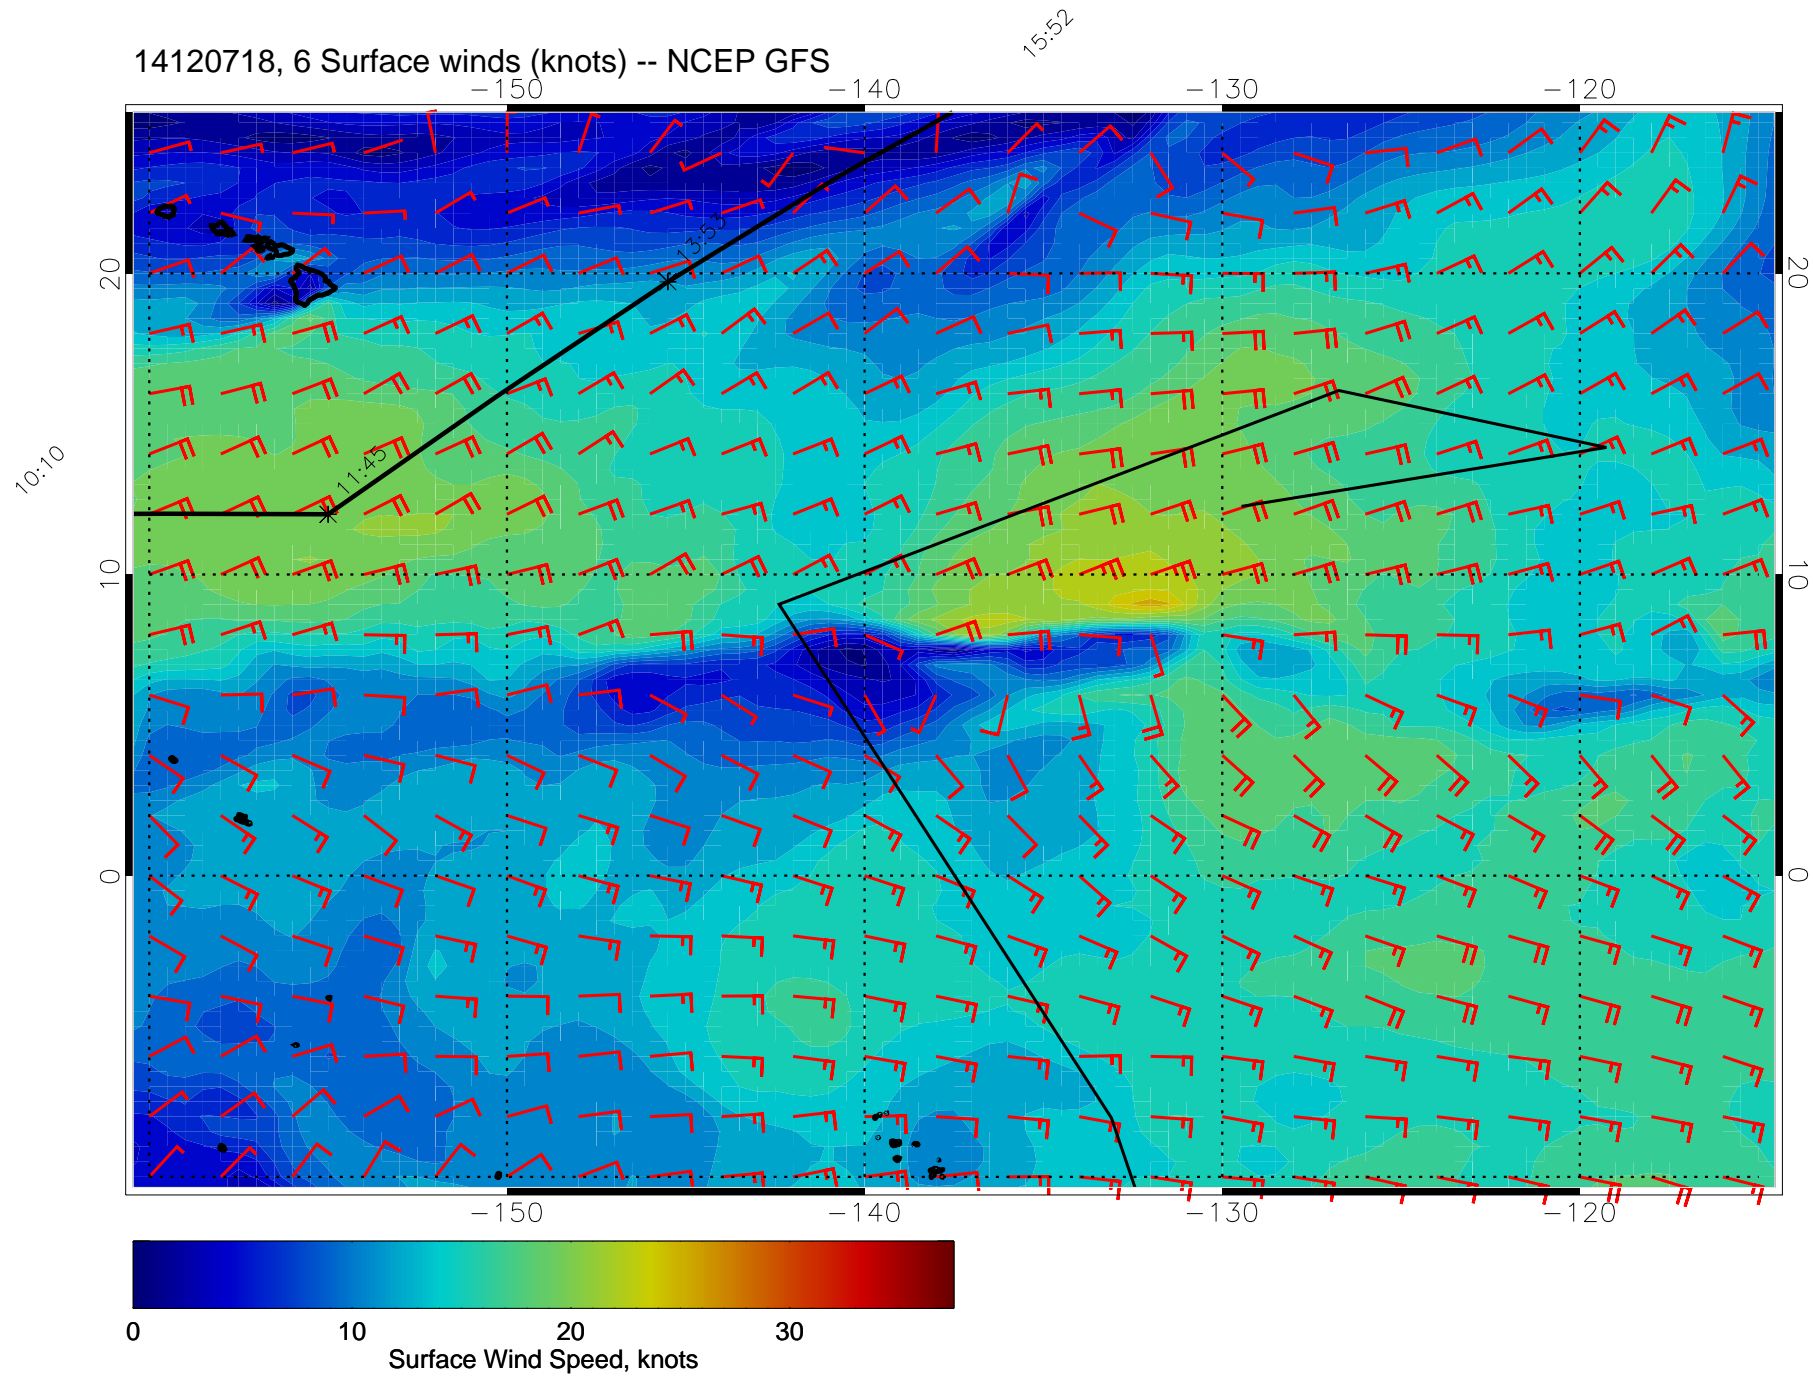 15:52
14120718, 6 Surface winds (knots) -- NCEP GFS
-150 -140 -130 -120
20 20
13:53
10:10
11:45
10 10
0 0
-150 -140 -130 -120
0 10 20 30
Surface Wind Speed, knots